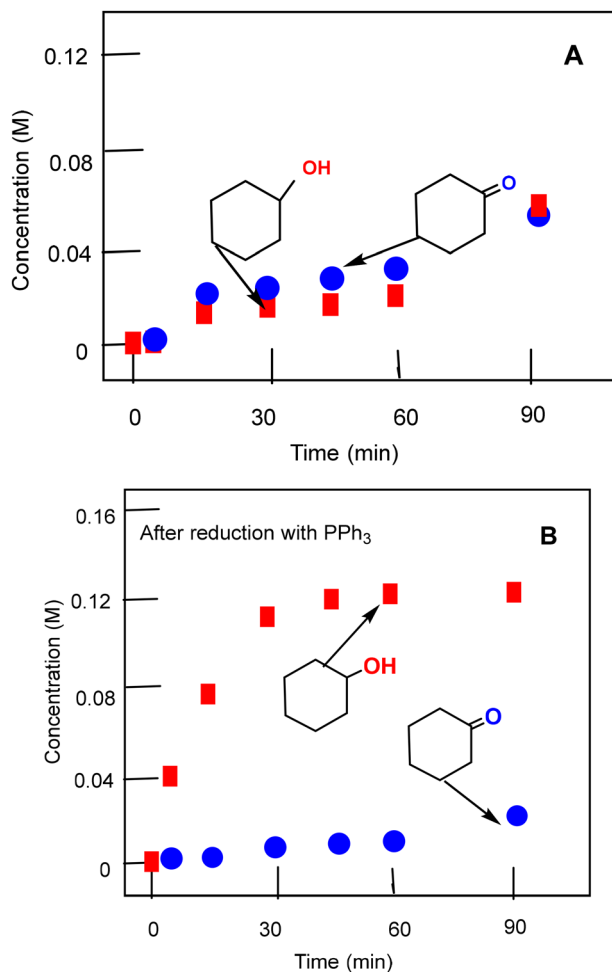 A
0.12
0.08
0.04
0
Concentration (M)
OH
O
0 30 60 90
Time (min)
B
After reduction with PPh₃
0.16
0.12
0.08
0.04
0
Concentration (M)
OH
O
0 30 60 90
Time (min)